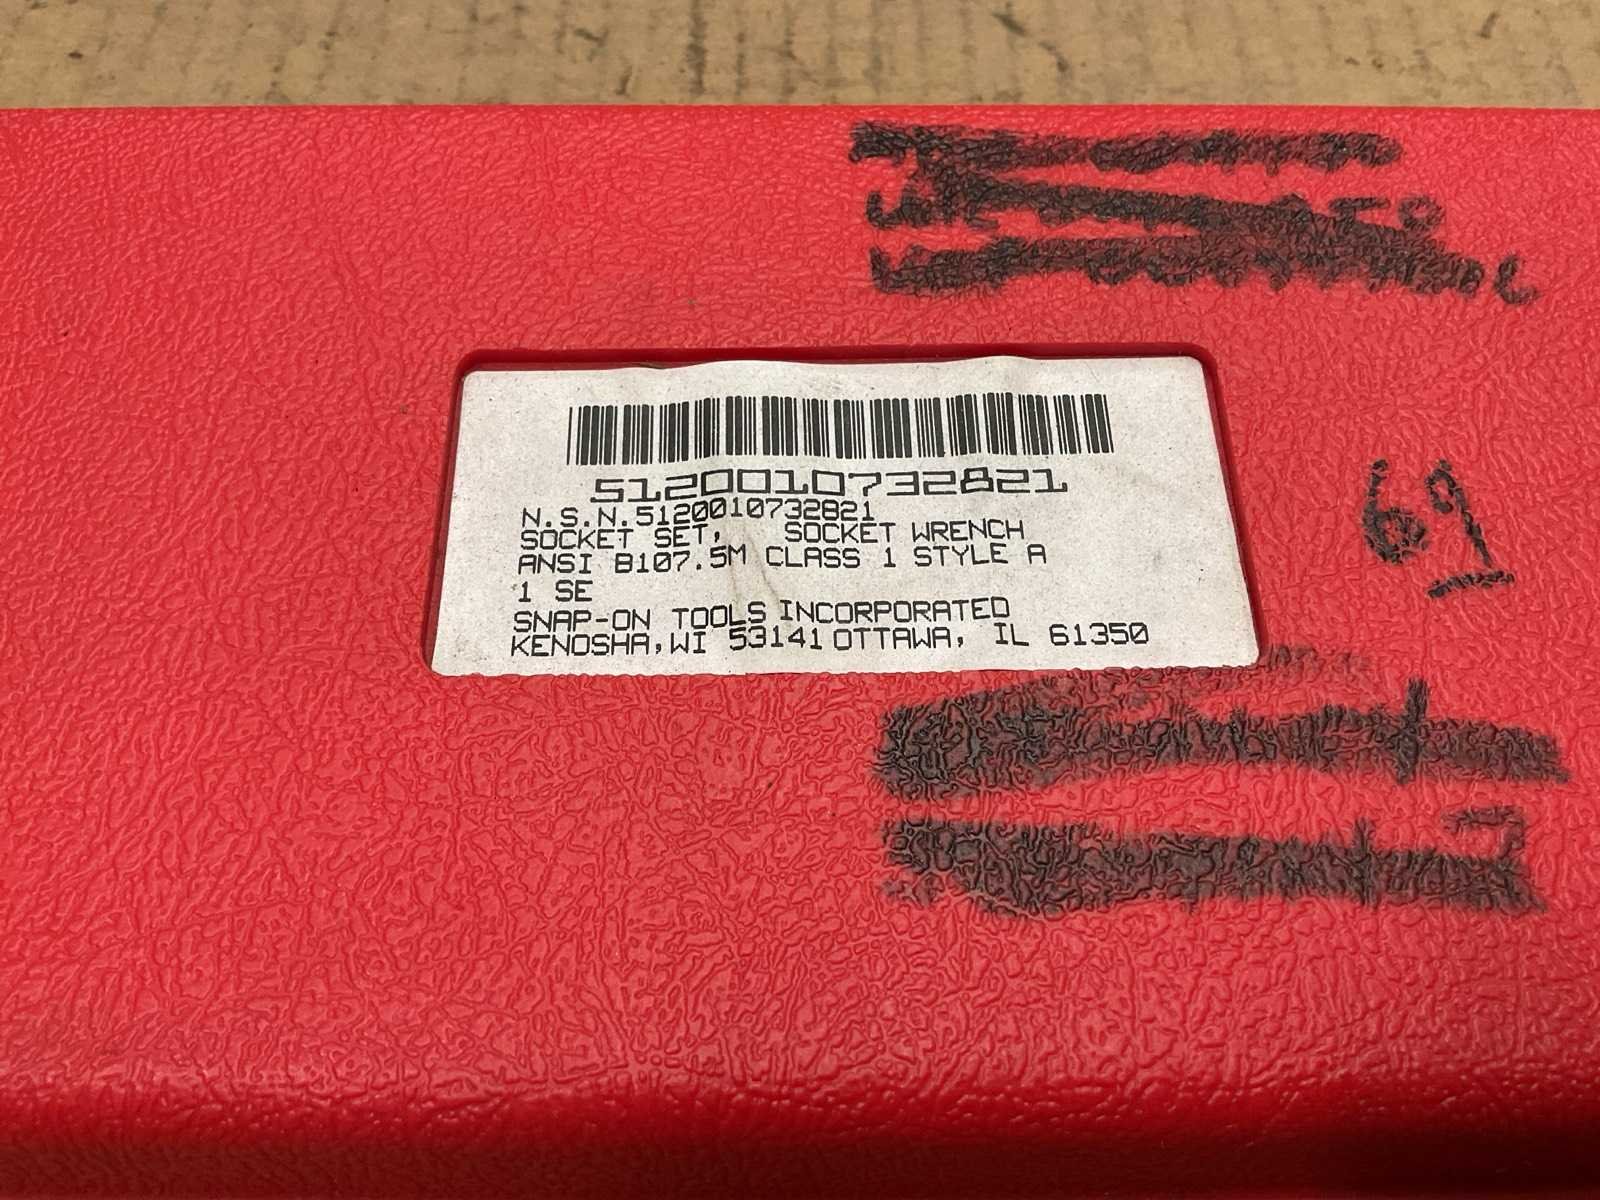 5120010732821
N.S.N.5120010732821
SOCKET SET, SOCKET WRENCH
ANSI B107.5M CLASS 1 STYLE A
1 SE
SNAP-ON TOOLS INCORPORATED
KENOSHA,WI 53141 OTTAWA, IL 61350
69